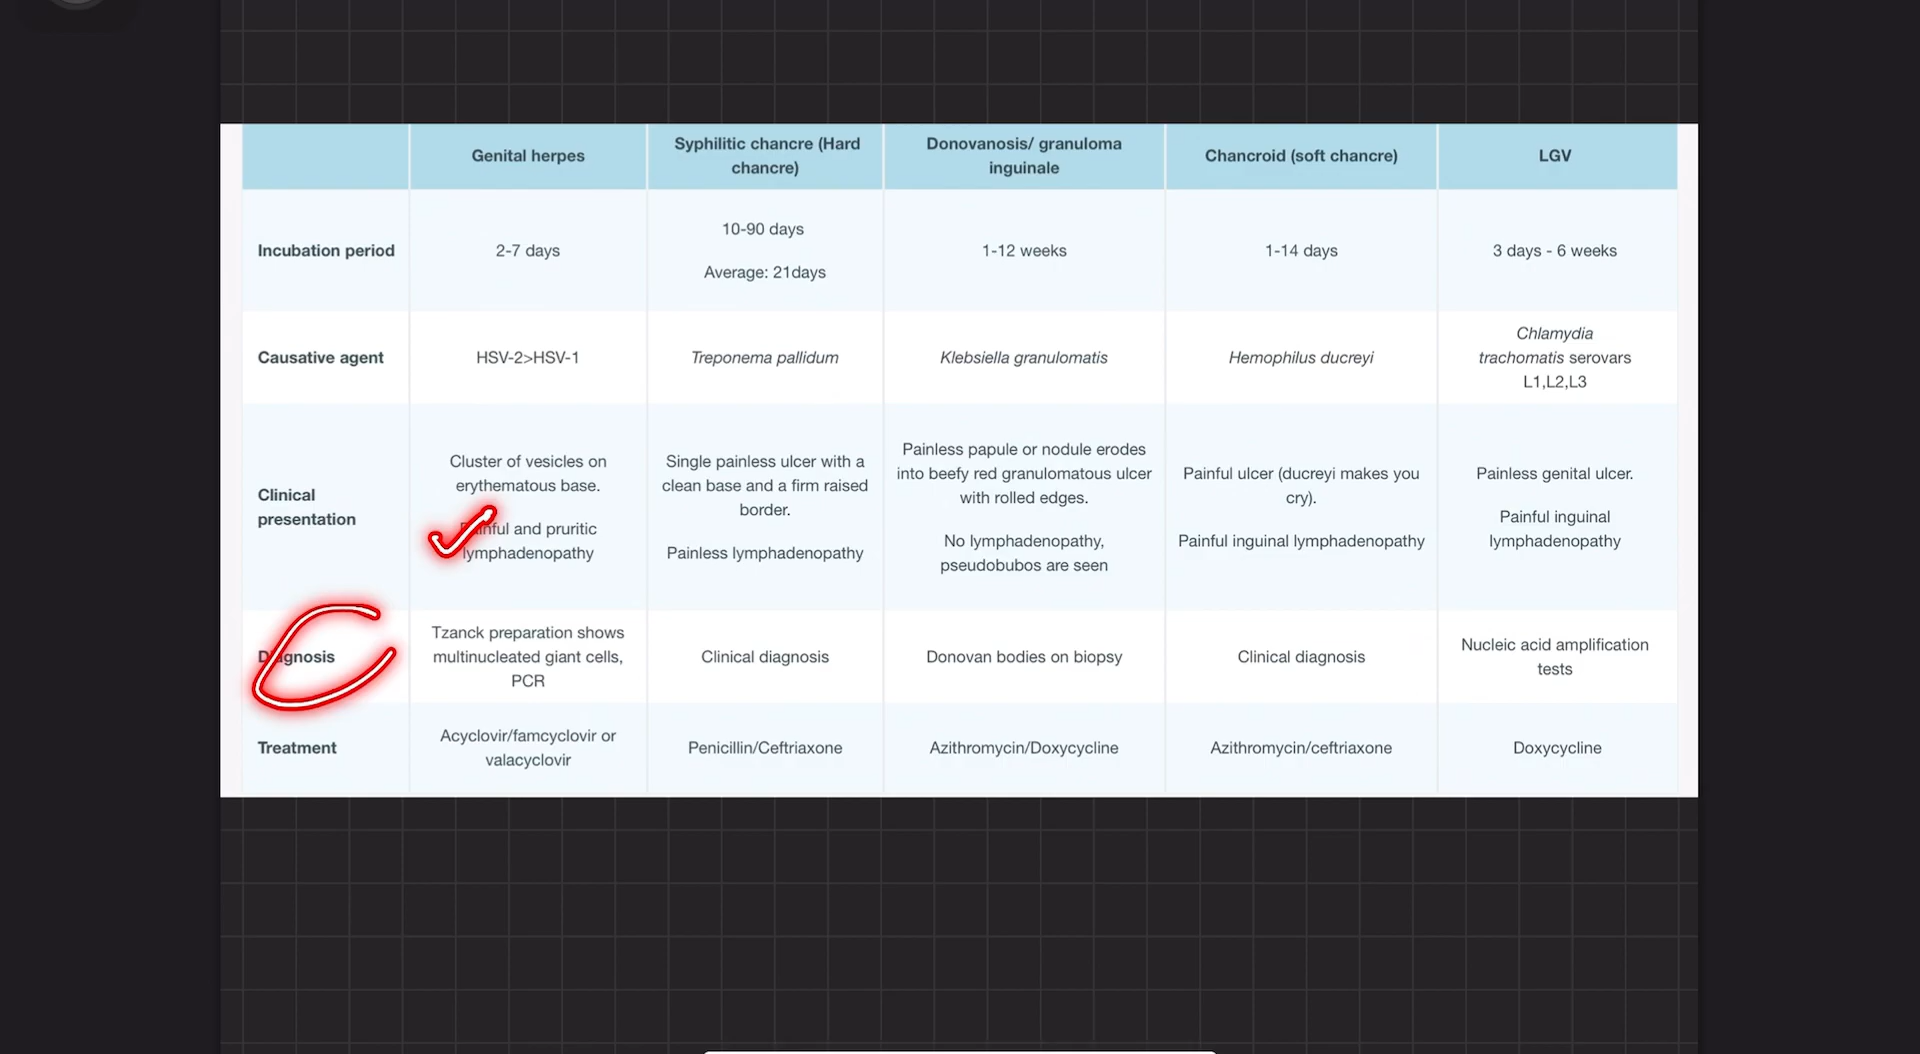 Genital herpes
Syphilitic chancre (Hard
chancre)
Donovanosis/ granuloma
inguinale
Chancroid (soft chancre)
LGV
Incubation period
2-7 days
10-90 days
Average: 21days
1-12 weeks
1-14 days
3 days - 6 weeks
Causative agent
HSV-2>HSV-1
Treponema pallidum
Klebsiella granulomatis
Hemophilus ducreyi
Chlamydia
trachomatis serovars
L1,L2,L3
Clinical
presentation
Cluster of vesicles on
erythematous base.
Painful and pruritic
lymphadenopathy
Single painless ulcer with a
clean base and a firm raised
border.
Painless lymphadenopathy
Painless papule or nodule erodes
into beefy red granulomatous ulcer
with rolled edges.
No lymphadenopathy,
pseudobubos are seen
Painful ulcer (ducreyi makes you
cry).
Painful inguinal lymphadenopathy
Painless genital ulcer.
Painful inguinal
lymphadenopathy
Diagnosis
Tzanck preparation shows
multinucleated giant cells,
PCR
Clinical diagnosis
Donovan bodies on biopsy
Clinical diagnosis
Nucleic acid amplification
tests
Treatment
Acyclovir/famcyclovir or
valacyclovir
Penicillin/Ceftriaxone
Azithromycin/Doxycycline
Azithromycin/ceftriaxone
Doxycycline